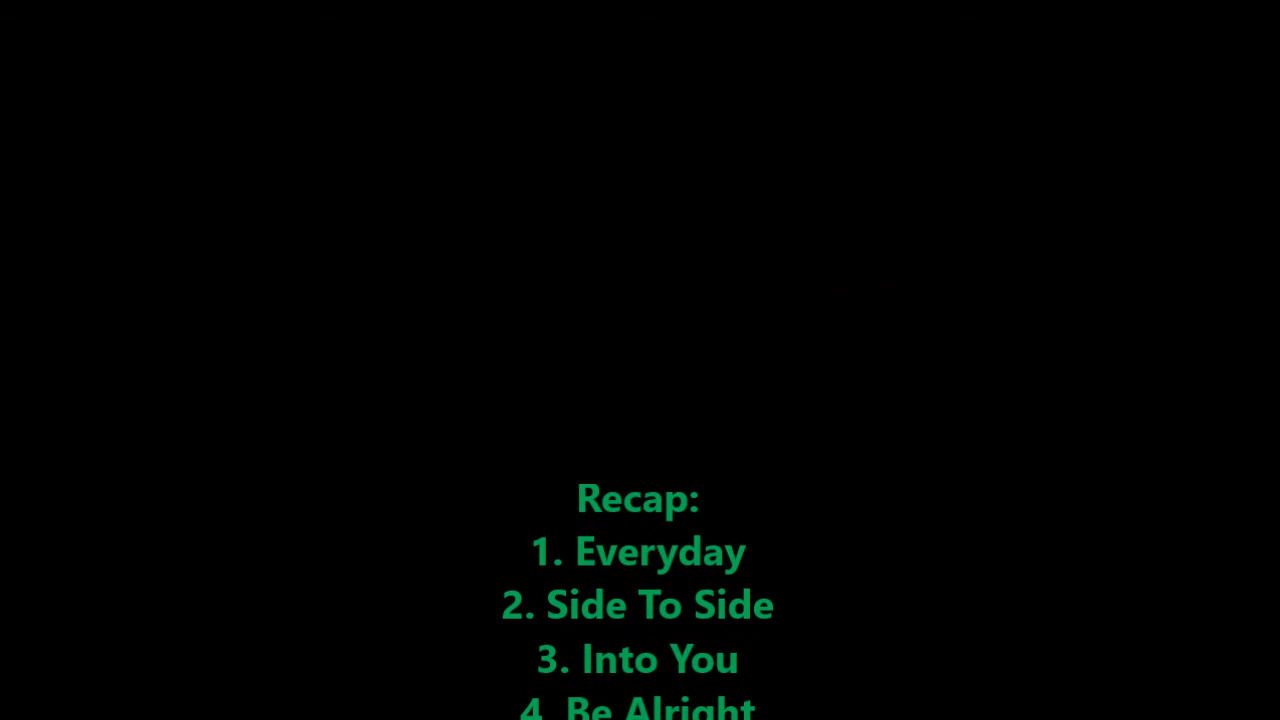 Recap:
1. Everyday
2. Side To Side
3. Into You
4. Be Alright